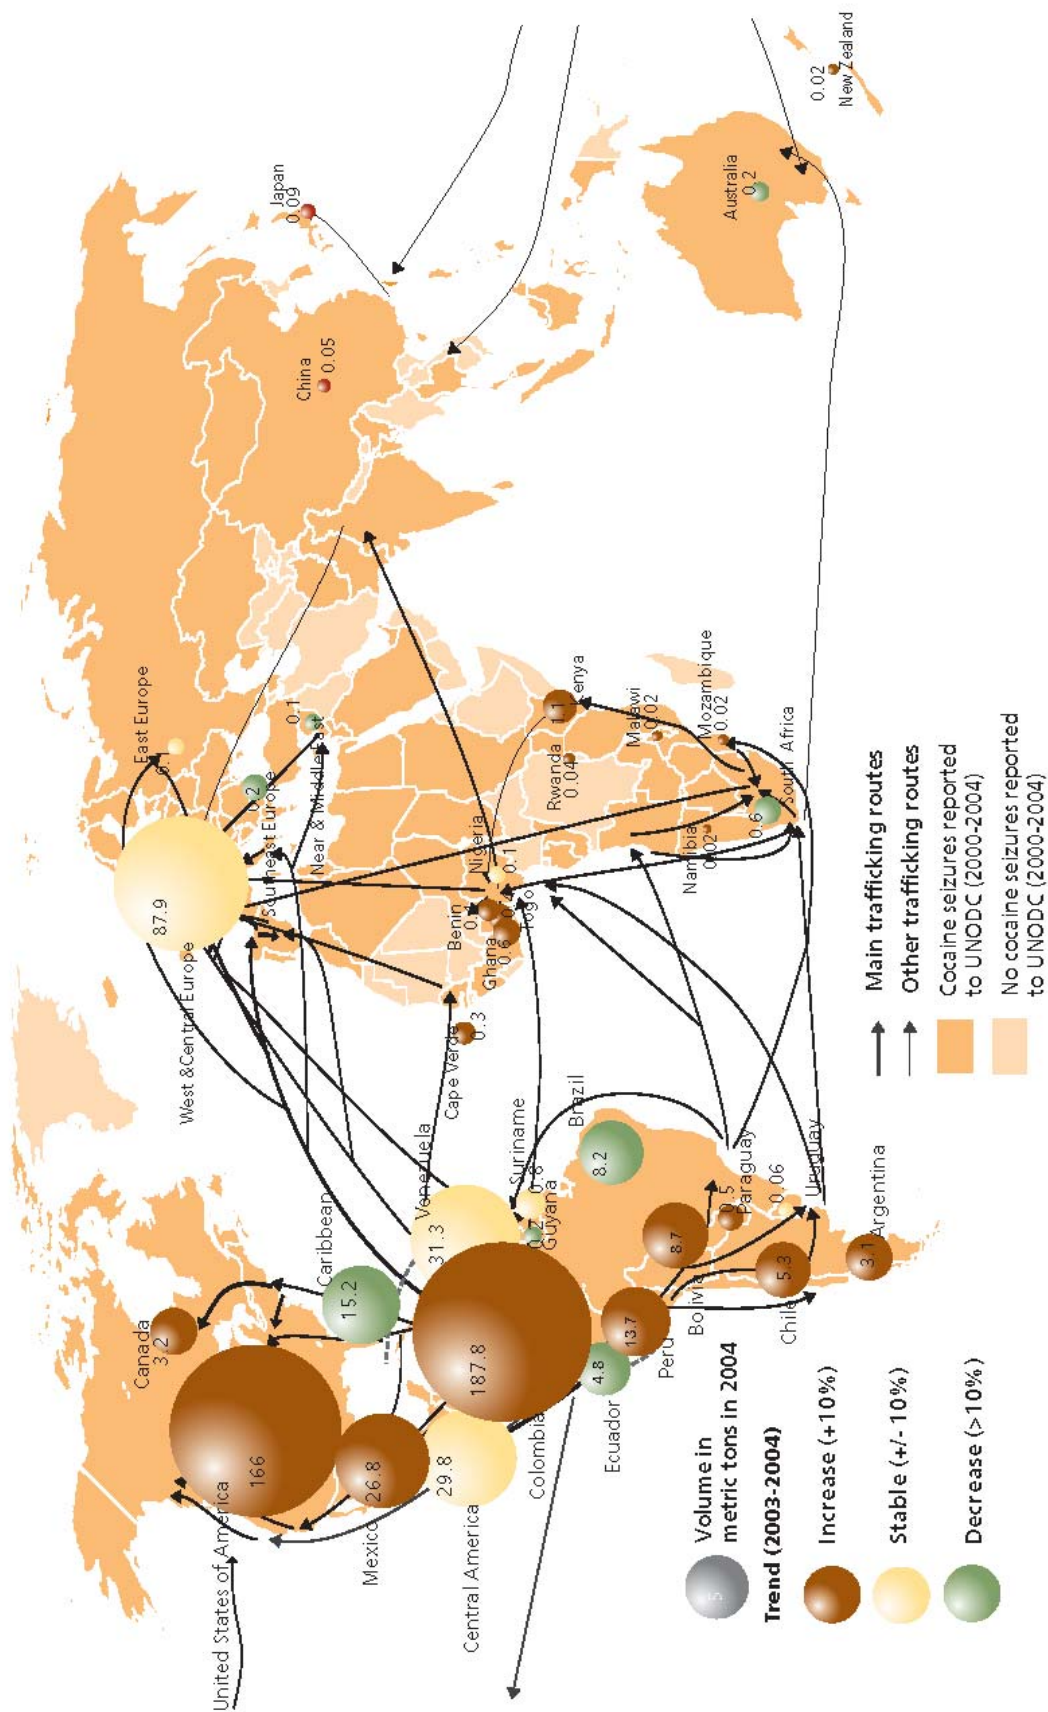 Canada
3.2
United States of America
166
Mexico
26.8
Central America
29.8
Caribbean
15.2
Colombia
187.8
Venezuela
31.3
Suriname
0.8
Guyana
0.2
Ecuador
4.8
Peru
13.7
Brazil
8.2
Bolivia
8.7
Paraguay
0.5
Chile
5.3
Uruguay
0.06
Argentina
3.1
West &Central Europe
87.9
East Europe
0.1
Southeast Europe
Near & Middle East
0.1
Cape Verde
0.3
Benin
Ghana
0.6
Togo
Nigeria
0.1
Rwanda
0.04
Kenya
1.1
Malawi
0.02
Mozambique
0.02
Namibia
0.02
South Africa
0.6
China
0.05
Japan
0.09
Australia
0.2
0.02
New Zealand
5
Volume in
metric tons in 2004
Trend (2003-2004)
Increase (+10%)
Stable (+/- 10%)
Decrease (>10%)
Main trafficking routes
Other trafficking routes
Cocaine seizures reported
to UNODC (2000-2004)
No cocaine seizures reported
to UNODC (2000-2004)